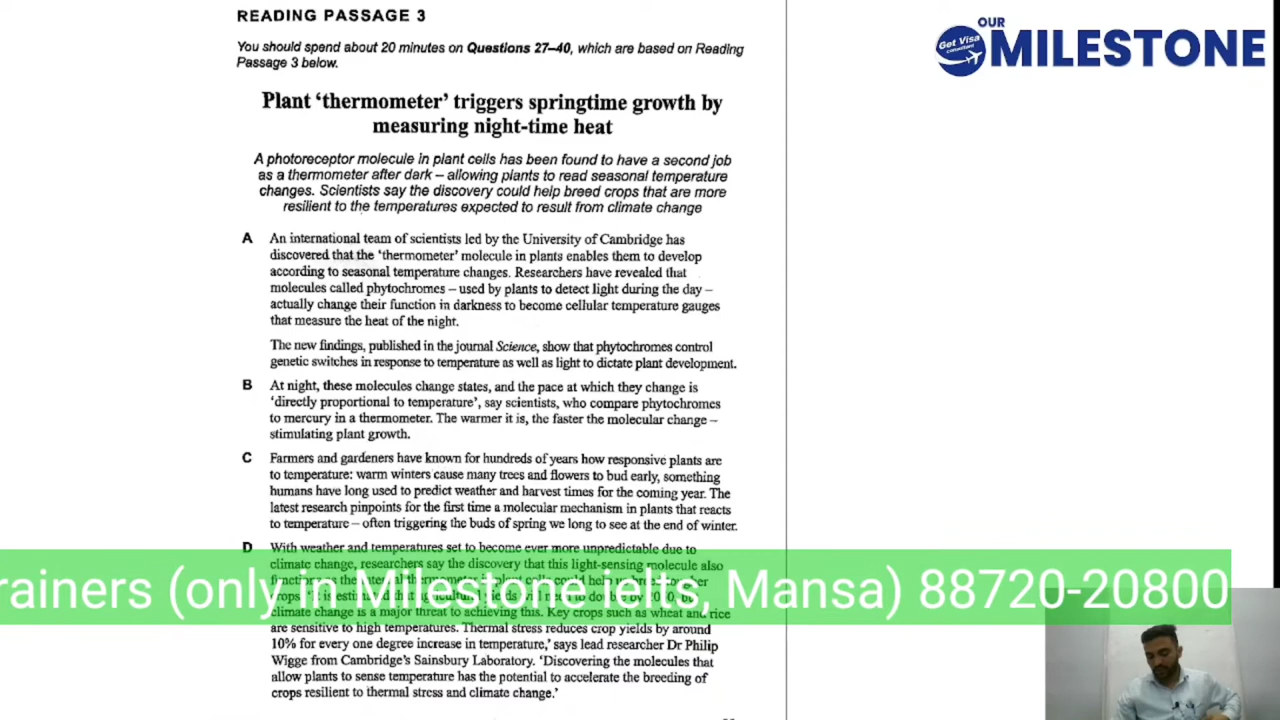 READING PASSAGE 3
You should spend about 20 minutes on Questions 27–40, which are based on Reading
Passage 3 below.
Plant ‘thermometer’ triggers springtime growth by
measuring night-time heat
A photoreceptor molecule in plant cells has been found to have a second job
as a thermometer after dark – allowing plants to read seasonal temperature
changes. Scientists say the discovery could help breed crops that are more
resilient to the temperatures expected to result from climate change
A An international team of scientists led by the University of Cambridge has
discovered that the ‘thermometer’ molecule in plants enables them to develop
according to seasonal temperature changes. Researchers have revealed that
molecules called phytochromes – used by plants to detect light during the day –
actually change their function in darkness to become cellular temperature gauges
that measure the heat of the night.
The new findings, published in the journal Science, show that phytochromes control
genetic switches in response to temperature as well as light to dictate plant development.
B At night, these molecules change states, and the pace at which they change is
‘directly proportional to temperature’, say scientists, who compare phytochromes
to mercury in a thermometer. The warmer it is, the faster the molecular change –
stimulating plant growth.
C Farmers and gardeners have known for hundreds of years how responsive plants are
to temperature: warm winters cause many trees and flowers to bud early, something
humans have long used to predict weather and harvest times for the coming year. The
latest research pinpoints for the first time a molecular mechanism in plants that reacts
to temperature – often triggering the buds of spring we long to see at the end of winter.
D With weather and temperatures set to become ever more unpredictable due to
climate change, researchers say the discovery that this light-sensing molecule also
rainers (only in Milestone ielts, Mansa) 88720-20800
climate change is a major threat to achieving this. Key crops such as wheat and rice
are sensitive to high temperatures. Thermal stress reduces crop yields by around
10% for every one degree increase in temperature,’ says lead researcher Dr Philip
Wigge from Cambridge’s Sainsbury Laboratory. ‘Discovering the molecules that
allow plants to sense temperature has the potential to accelerate the breeding of
crops resilient to thermal stress and climate change.’
OUR
MILESTONE
Get Visa
consultant